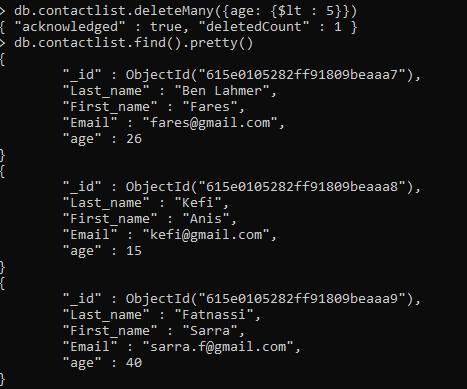 > db.contactlist.deleteMany({age: {$lt : 5}})
{ "acknowledged" : true, "deletedCount" : 1 }
> db.contactlist.find().pretty()
{
"_id" : ObjectId("615e0105282ff91809beaaa7"),
"Last_name" : "Ben Lahmer",
"First_name" : "Fares",
"Email" : "fares@gmail.com",
"age" : 26
}
{
"_id" : ObjectId("615e0105282ff91809beaaa8"),
"Last_name" : "Kefi",
"First_name" : "Anis",
"Email" : "kefi@gmail.com",
"age" : 15
}
{
"_id" : ObjectId("615e0105282ff91809beaaa9"),
"Last_name" : "Fatnassi",
"First_name" : "Sarra",
"Email" : "sarra.f@gmail.com",
"age" : 40
}